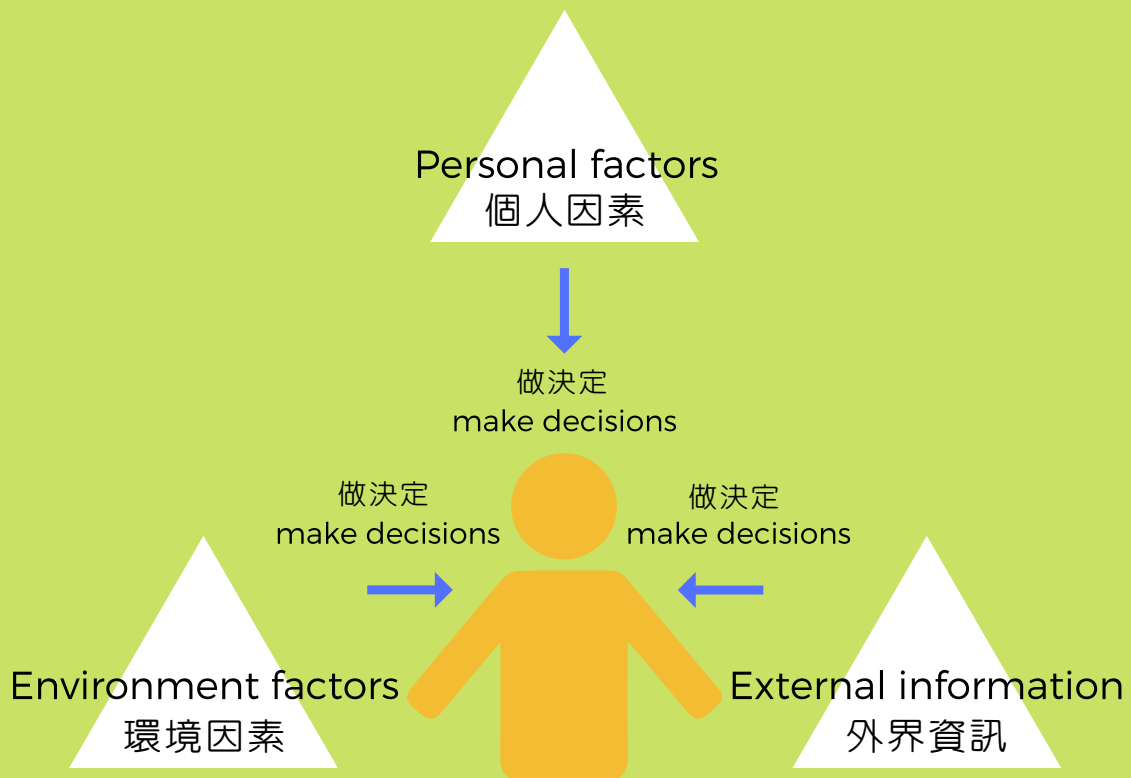 Personal factors
個人因素
做決定
make decisions
做決定
make decisions
做決定
make decisions
Environment factors
環境因素
External information
外界資訊